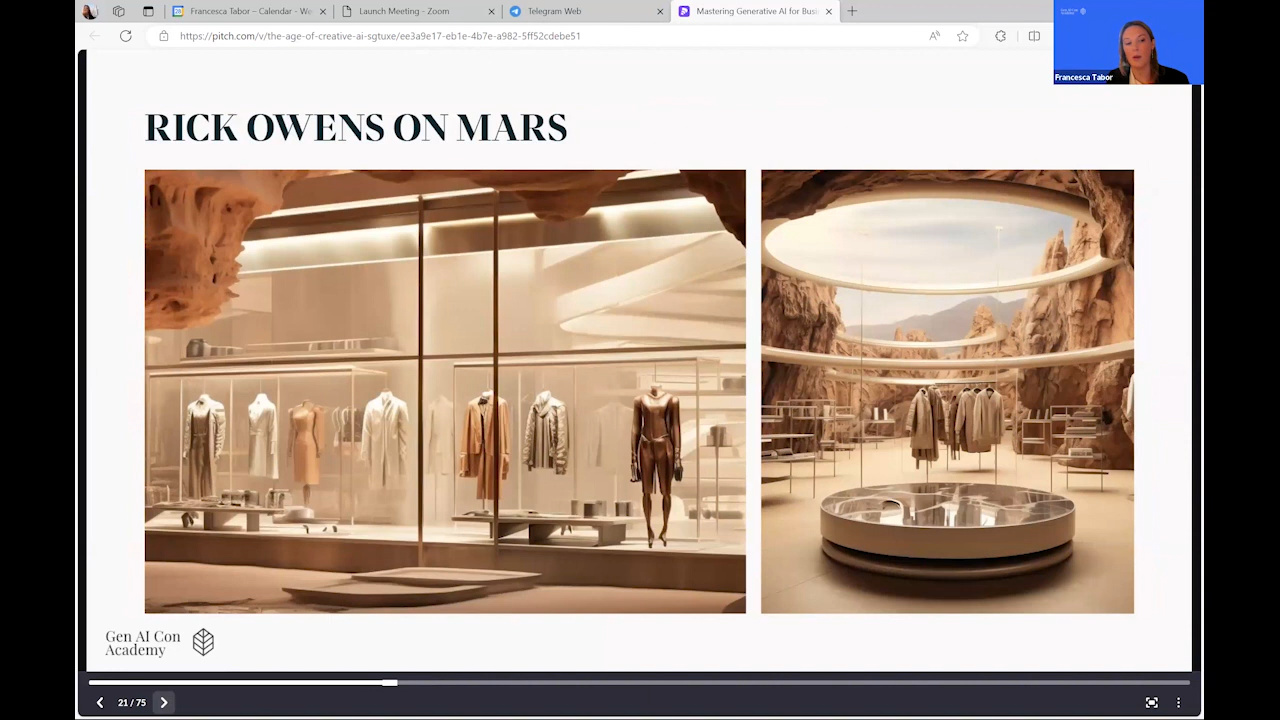 Francesca Tabor – Calendar - We
Launch Meeting - Zoom
Telegram Web
Mastering Generative AI for Busi
https://pitch.com/v/the-age-of-creative-ai-sgtuxe/ee3a9e17-eb1e-4b7e-a982-5ff52cdebe51
Francesca Tabor
RICK OWENS ON MARS
Gen AI Con
Academy
21 / 75